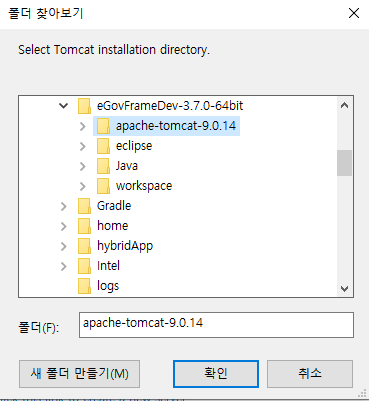 폴더 찾아보기
Select Tomcat installation directory.
eGovFrameDev-3.7.0-64bit
apache-tomcat-9.0.14
eclipse
Java
workspace
Gradle
home
hybridApp
Intel
logs
폴더(F):
apache-tomcat-9.0.14
새 폴더 만들기(M)
확인
취소